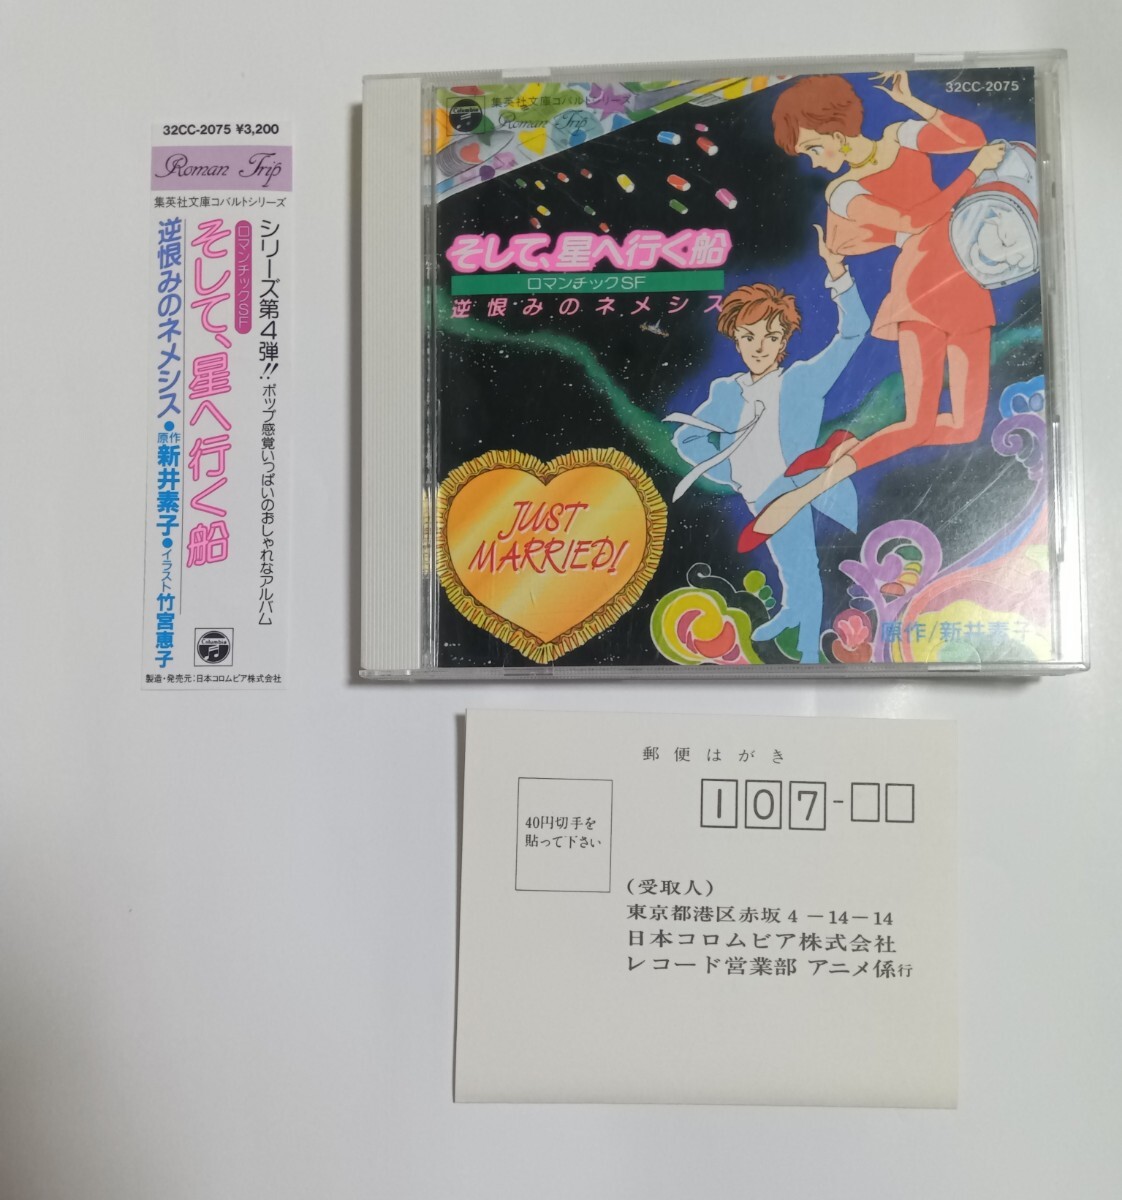 32CC-2075 ¥3,200
Roman Trip
集英社文庫コバルトシリーズ
シリーズ第4弾!! ポップ感覚いっぱいのおしゃれなアルバム
ロマンチックSF
そして、星へ行く船
逆恨みのネメシス●原作 新井素子●イラスト 竹宮恵子
Columbia
製造・発売元:日本コロムビア株式会社
Columbia
集英社文庫コバルトシリーズ
Roman Trip
32CC-2075
そして、星へ行く船
ロマンチックSF
逆恨みのネメシス
JUST
MARRIED!
原作/新井素子
郵便はがき
107-
40円切手を
貼って下さい
(受取人)
東京都港区赤坂4-14-14
日本コロムビア株式会社
レコード営業部 アニメ係行